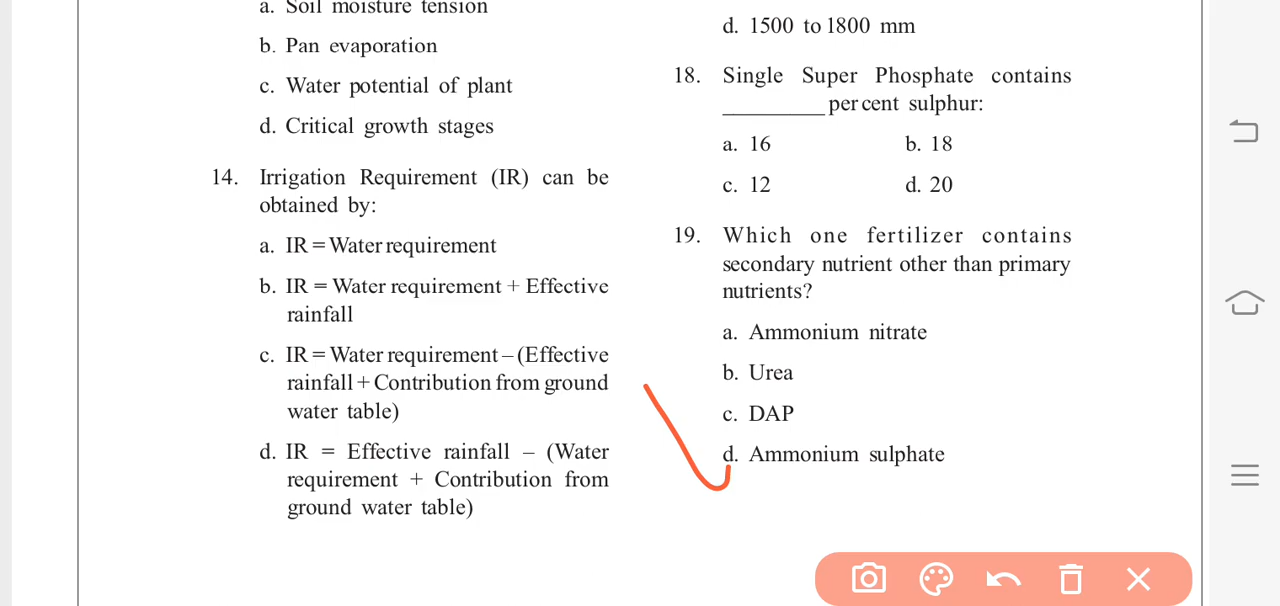 a. Soil moisture tension
b. Pan evaporation
c. Water potential of plant
d. Critical growth stages
14. Irrigation Requirement (IR) can be
obtained by:
a. IR = Water requirement
b. IR = Water requirement + Effective
rainfall
c. IR = Water requirement – (Effective
rainfall + Contribution from ground
water table)
d. IR = Effective rainfall – (Water
requirement + Contribution from
ground water table)
d. 1500 to 1800 mm
18. Single Super Phosphate contains
_________ per cent sulphur:
a. 16 b. 18
c. 12 d. 20
19. Which one fertilizer contains
secondary nutrient other than primary
nutrients?
a. Ammonium nitrate
b. Urea
c. DAP
d. Ammonium sulphate